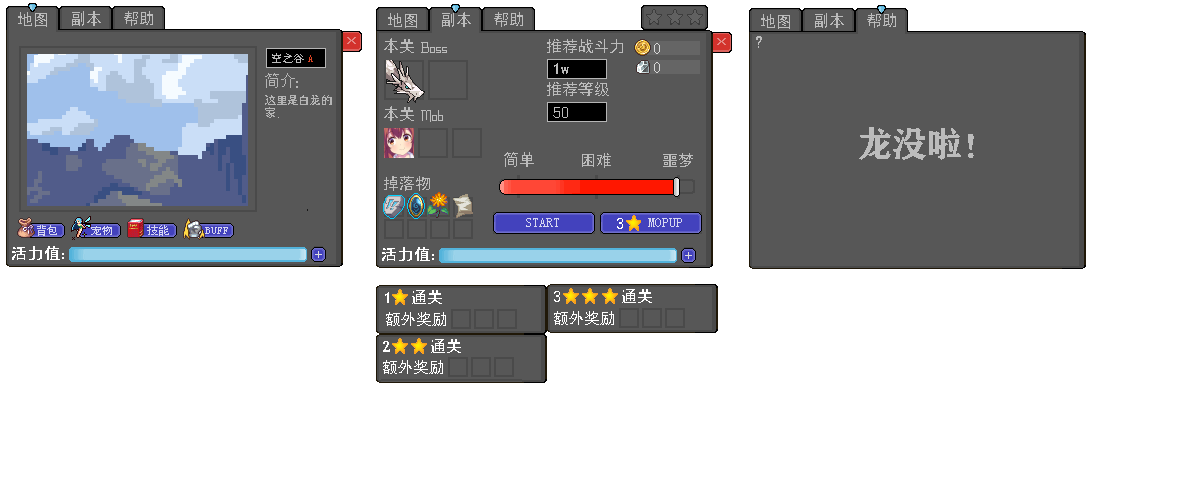 地图 副本 帮助
空之谷 A
简介:
这里是白龙的
家.
背包 宠物 技能 BUFF
活力值: +
地图 副本 帮助
本关 Boss
推荐战斗力
0
1w
0
推荐等级
50
本关 Mob
简单 困难 噩梦
掉落物
START 3 MOPUP
活力值: +
1 通关
额外奖励
3 通关
额外奖励
2 通关
额外奖励
地图 副本 帮助
?
龙没啦!